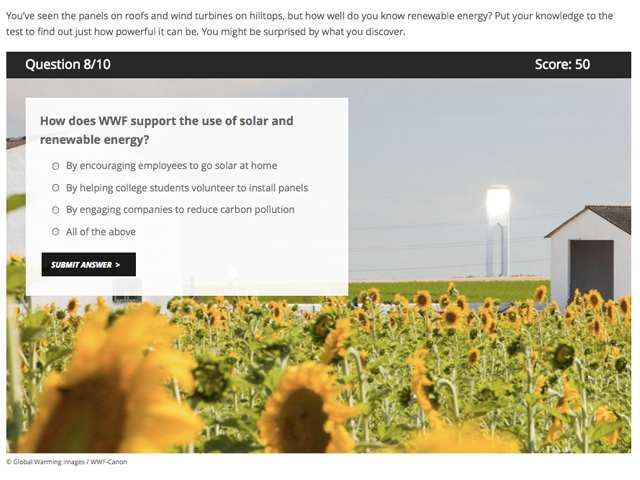 You've seen the panels on roofs and wind turbines on hilltops, but how well do you know renewable energy? Put your knowledge to the
test to find out just how powerful it can be. You might be surprised by what you discover.
Question 8/10
Score: 50
How does WWF support the use of solar and
renewable energy?
By encouraging employees to go solar at home
By helping college students volunteer to install panels
By engaging companies to reduce carbon pollution
All of the above
SUBMIT ANSWER >
© Global Warming Images / WWF-Canon